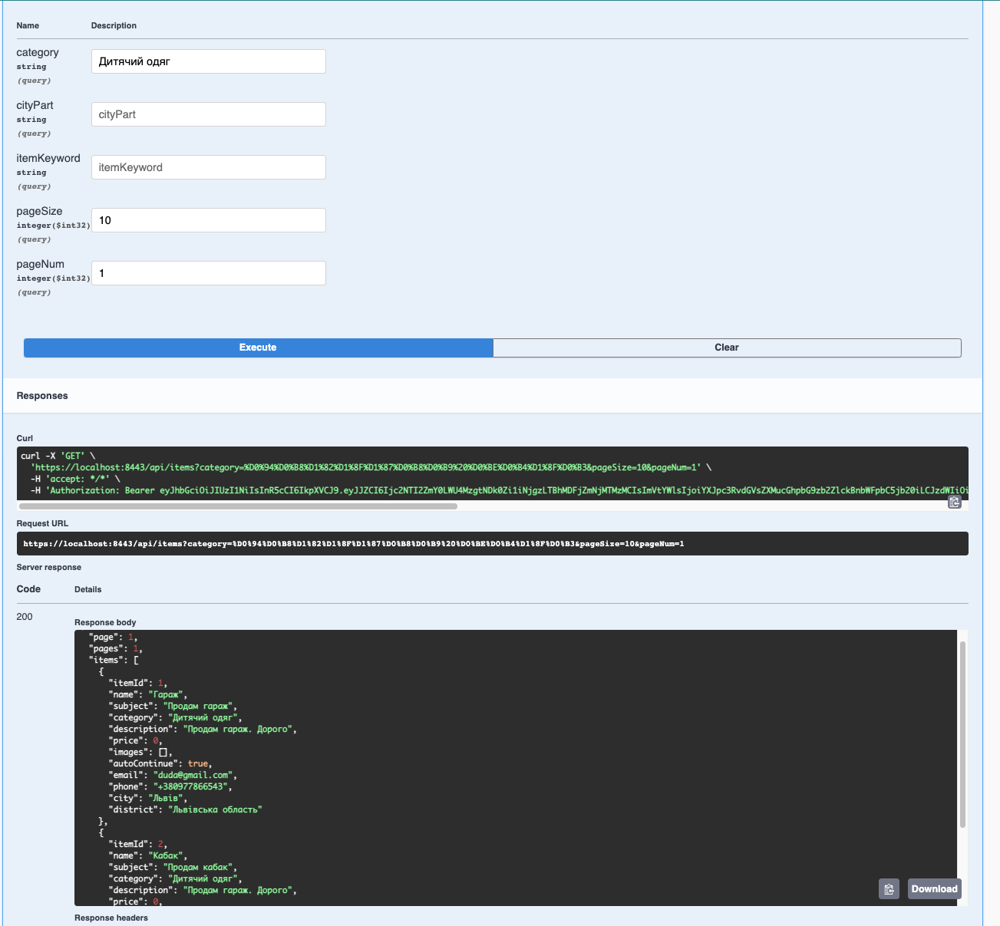 Name Description
category
string
(query)
Дитячий одяг
cityPart
string
(query)
cityPart
itemKeyword
string
(query)
itemKeyword
pageSize
integer($int32)
(query)
10
pageNum
integer($int32)
(query)
1
Execute Clear
Responses
Curl
curl -X 'GET' \
'https://localhost:8443/api/items?category=%D0%94%D0%B8%D1%82%D1%8F%D1%87%D0%B8%D0%B9%20%D0%BE%D0%B4%D1%8F%D0%B3&pageSize=10&pageNum=1' \
-H 'accept: */*' \
-H 'Authorization: Bearer eyJhbGciOiJIUzI1NiIsInR5cCI6IkpXVCJ9.eyJJZCI6Ijc2NTI2ZmY0LWU4MzgtNDk0Zi1iNjgzLTBhMDFjZmNjMTMzMCIsImVtYWlsIjoiYXJpc3RvdGVsZXMucGhpbG9zb2ZlckBnbWFpbC5jb20iLCJzdWIiOi
Request URL
https://localhost:8443/api/items?category=%D0%94%D0%B8%D1%82%D1%8F%D1%87%D0%B8%D0%B9%20%D0%BE%D0%B4%D1%8F%D0%B3&pageSize=10&pageNum=1
Server response
Code Details
200
Response body
"page": 1,
"pages": 1,
"items": [
{
"itemId": 1,
"name": "Гараж",
"subject": "Продам гараж",
"category": "Дитячий одяг",
"description": "Продам гараж. Дорого",
"price": 0,
"images": [],
"autoContinue": true,
"email": "duda@gmail.com",
"phone": "+380977866543",
"city": "Львів",
"district": "Львівська область"
},
{
"itemId": 2,
"name": "Кабак",
"subject": "Продам кабак",
"category": "Дитячий одяг",
"description": "Продам гараж. Дорого",
"price": 0,
Download
Response headers